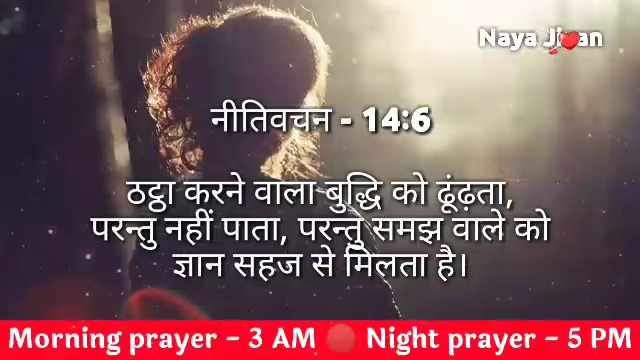 Naya Jivan
नीतिवचन - 14:6
ठट्ठा करने वाला बुद्धि को ढूंढ़ता,
परन्तु नहीं पाता, परन्तु समझ वाले को
ज्ञान सहज से मिलता है।
Morning prayer - 3 AM 🔴 Night prayer - 5 PM